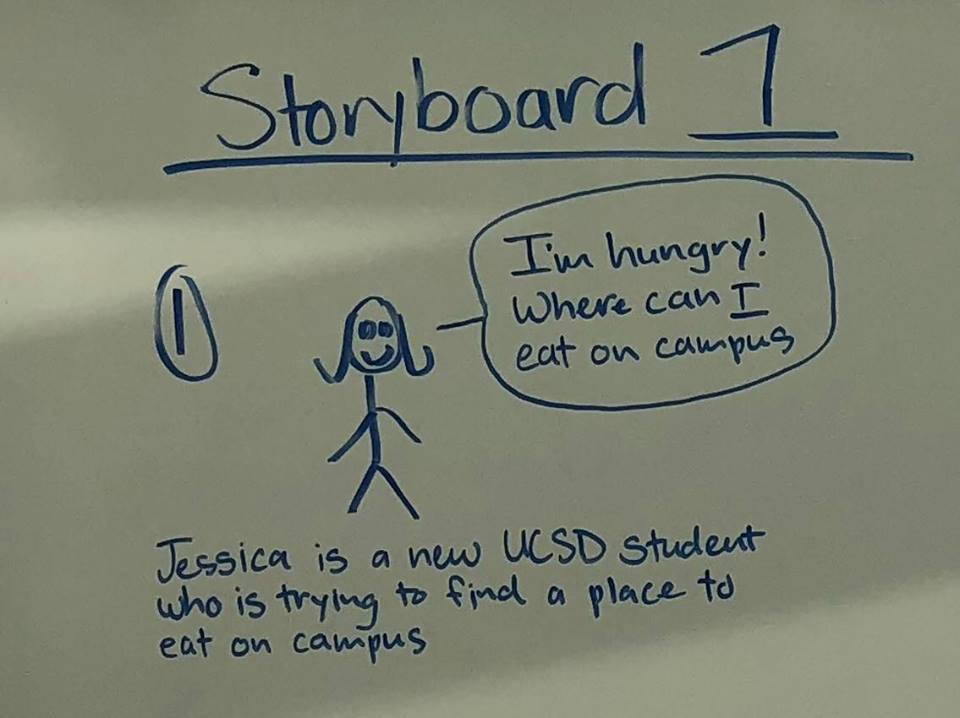 Storyboard 1
1
I'm hungry!
Where can I
eat on campus
Jessica is a new UCSD student
who is trying to find a place to
eat on campus